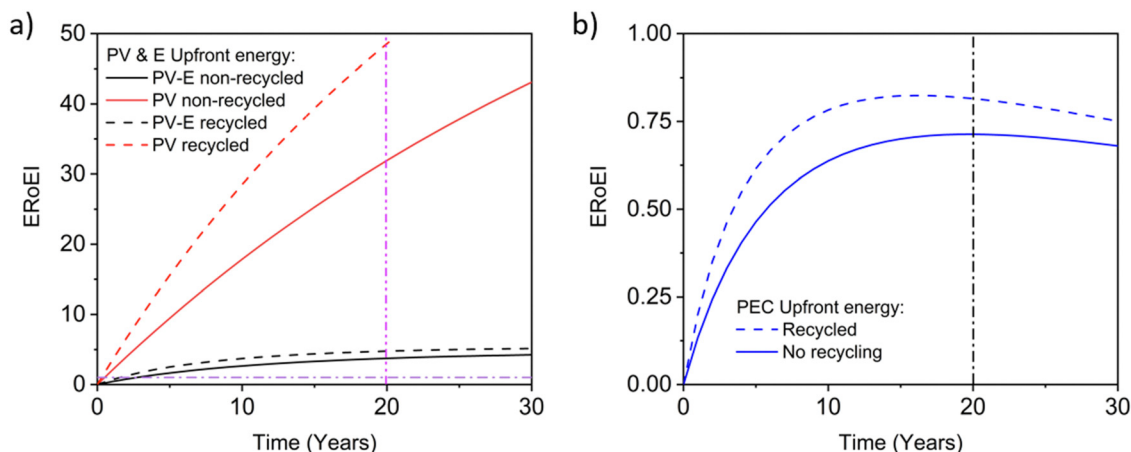 a)
50
40
30
20
10
0
ERoEI
PV & E Upfront energy:
PV-E non-recycled
PV non-recycled
PV-E recycled
PV recycled
0
10
20
30
Time (Years)
b)
1.00
0.75
0.50
0.25
0.00
ERoEI
PEC Upfront energy:
Recycled
No recycling
0
10
20
30
Time (Years)